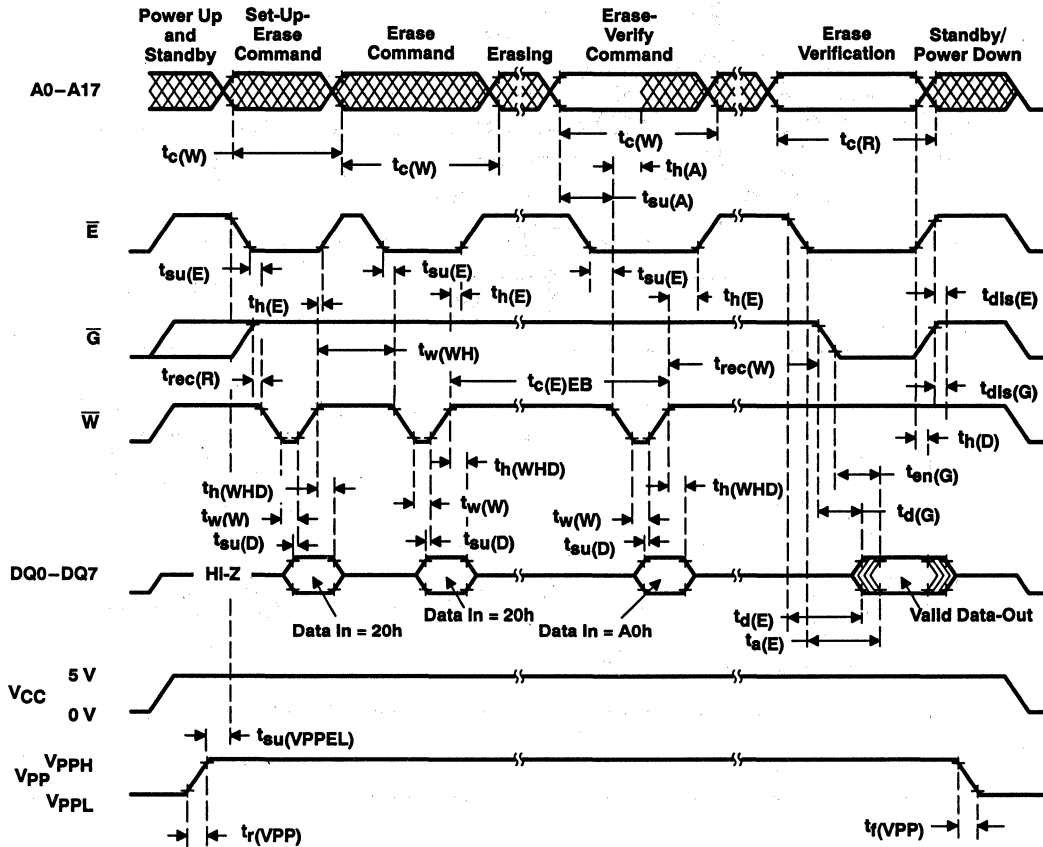 Power Up and Standby
Set-Up-Erase Command
Erase Command
Erasing
Erase-Verify Command
Erase Verification
Standby/Power Down
A0–A17
tc(W)
tc(W)
tc(W)
th(A)
tsu(A)
tc(R)
E
tsu(E)
tsu(E)
tsu(E)
th(E)
th(E)
th(E)
tdis(E)
G
tw(WH)
trec(R)
tc(E)EB
trec(W)
tdis(G)
W
th(D)
th(WHD)
th(WHD)
th(WHD)
ten(G)
tw(W)
tw(W)
tw(W)
td(G)
tsu(D)
tsu(D)
tsu(D)
DQ0–DQ7
HI-Z
Data In = 20h
Data In = 20h
Data In = A0h
Valid Data-Out
td(E)
ta(E)
5 V
VCC
0 V
tsu(VPPEL)
VPPH
VPP
VPPL
tr(VPP)
tf(VPP)